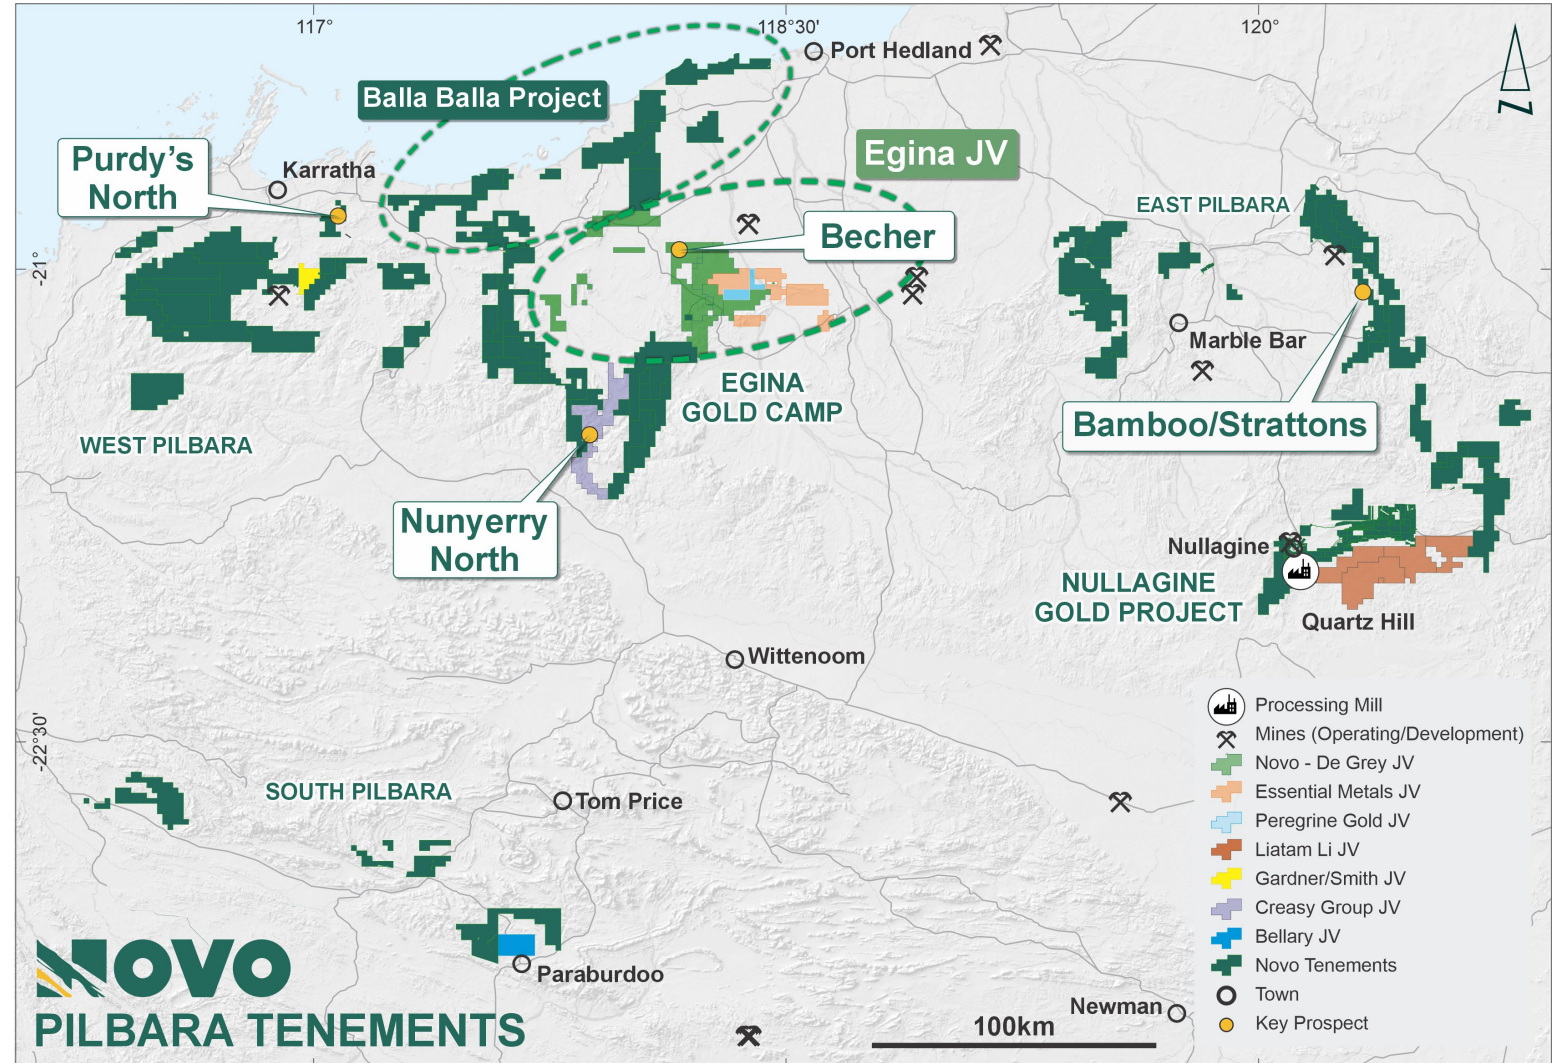 117°
118°30'
120°
Port Hedland
Balla Balla Project
N
Purdy's
North
Karratha
Egina JV
EAST PILBARA
Becher
-21°
Marble Bar
EGINA
GOLD CAMP
WEST PILBARA
Bamboo/Strattons
Nunyerry
North
Nullagine
NULLAGINE
GOLD PROJECT
Quartz Hill
Wittenoom
-22°30'
SOUTH PILBARA
Tom Price
Paraburdoo
Newman
100km
Processing Mill
Mines (Operating/Development)
Novo - De Grey JV
Essential Metals JV
Peregrine Gold JV
Liatam Li JV
Gardner/Smith JV
Creasy Group JV
Bellary JV
Novo Tenements
Town
Key Prospect
NOVO
PILBARA TENEMENTS